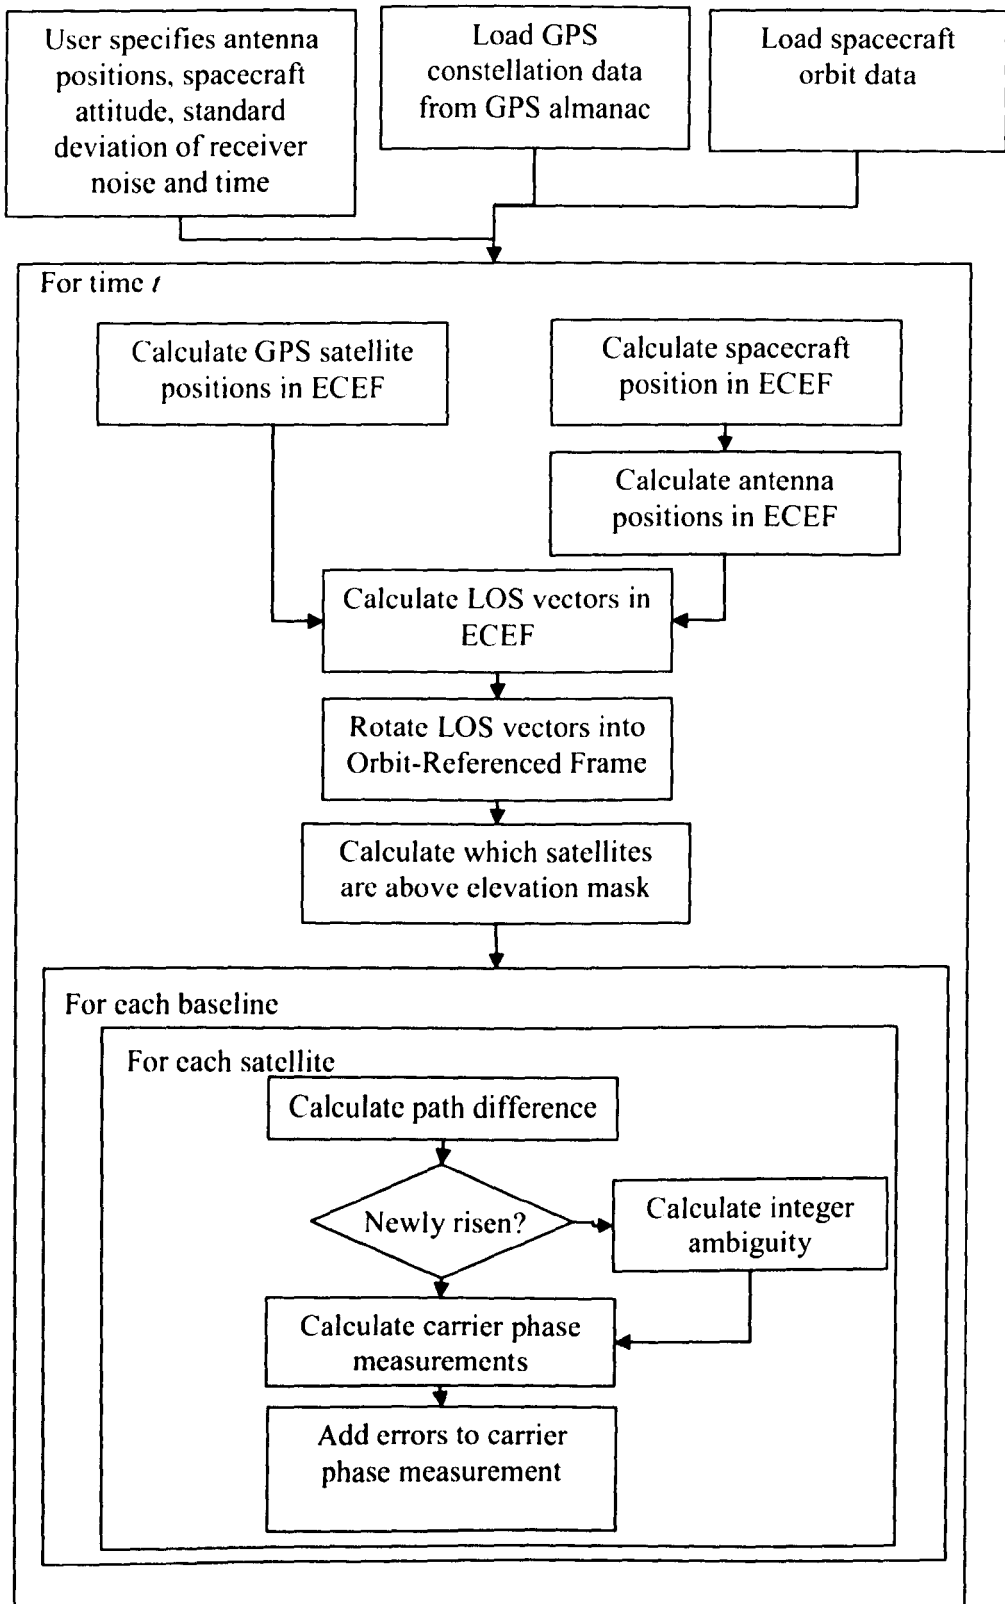 User specifies antenna
positions, spacecraft
attitude, standard
deviation of receiver
noise and time
Load GPS
constellation data
from GPS almanac
Load spacecraft
orbit data
For time t
Calculate GPS satellite
positions in ECEF
Calculate spacecraft
position in ECEF
Calculate antenna
positions in ECEF
Calculate LOS vectors in
ECEF
Rotate LOS vectors into
Orbit-Referenced Frame
Calculate which satellites
are above elevation mask
For each baseline
For each satellite
Calculate path difference
Newly risen?
Calculate integer
ambiguity
Calculate carrier phase
measurements
Add errors to carrier
phase measurement